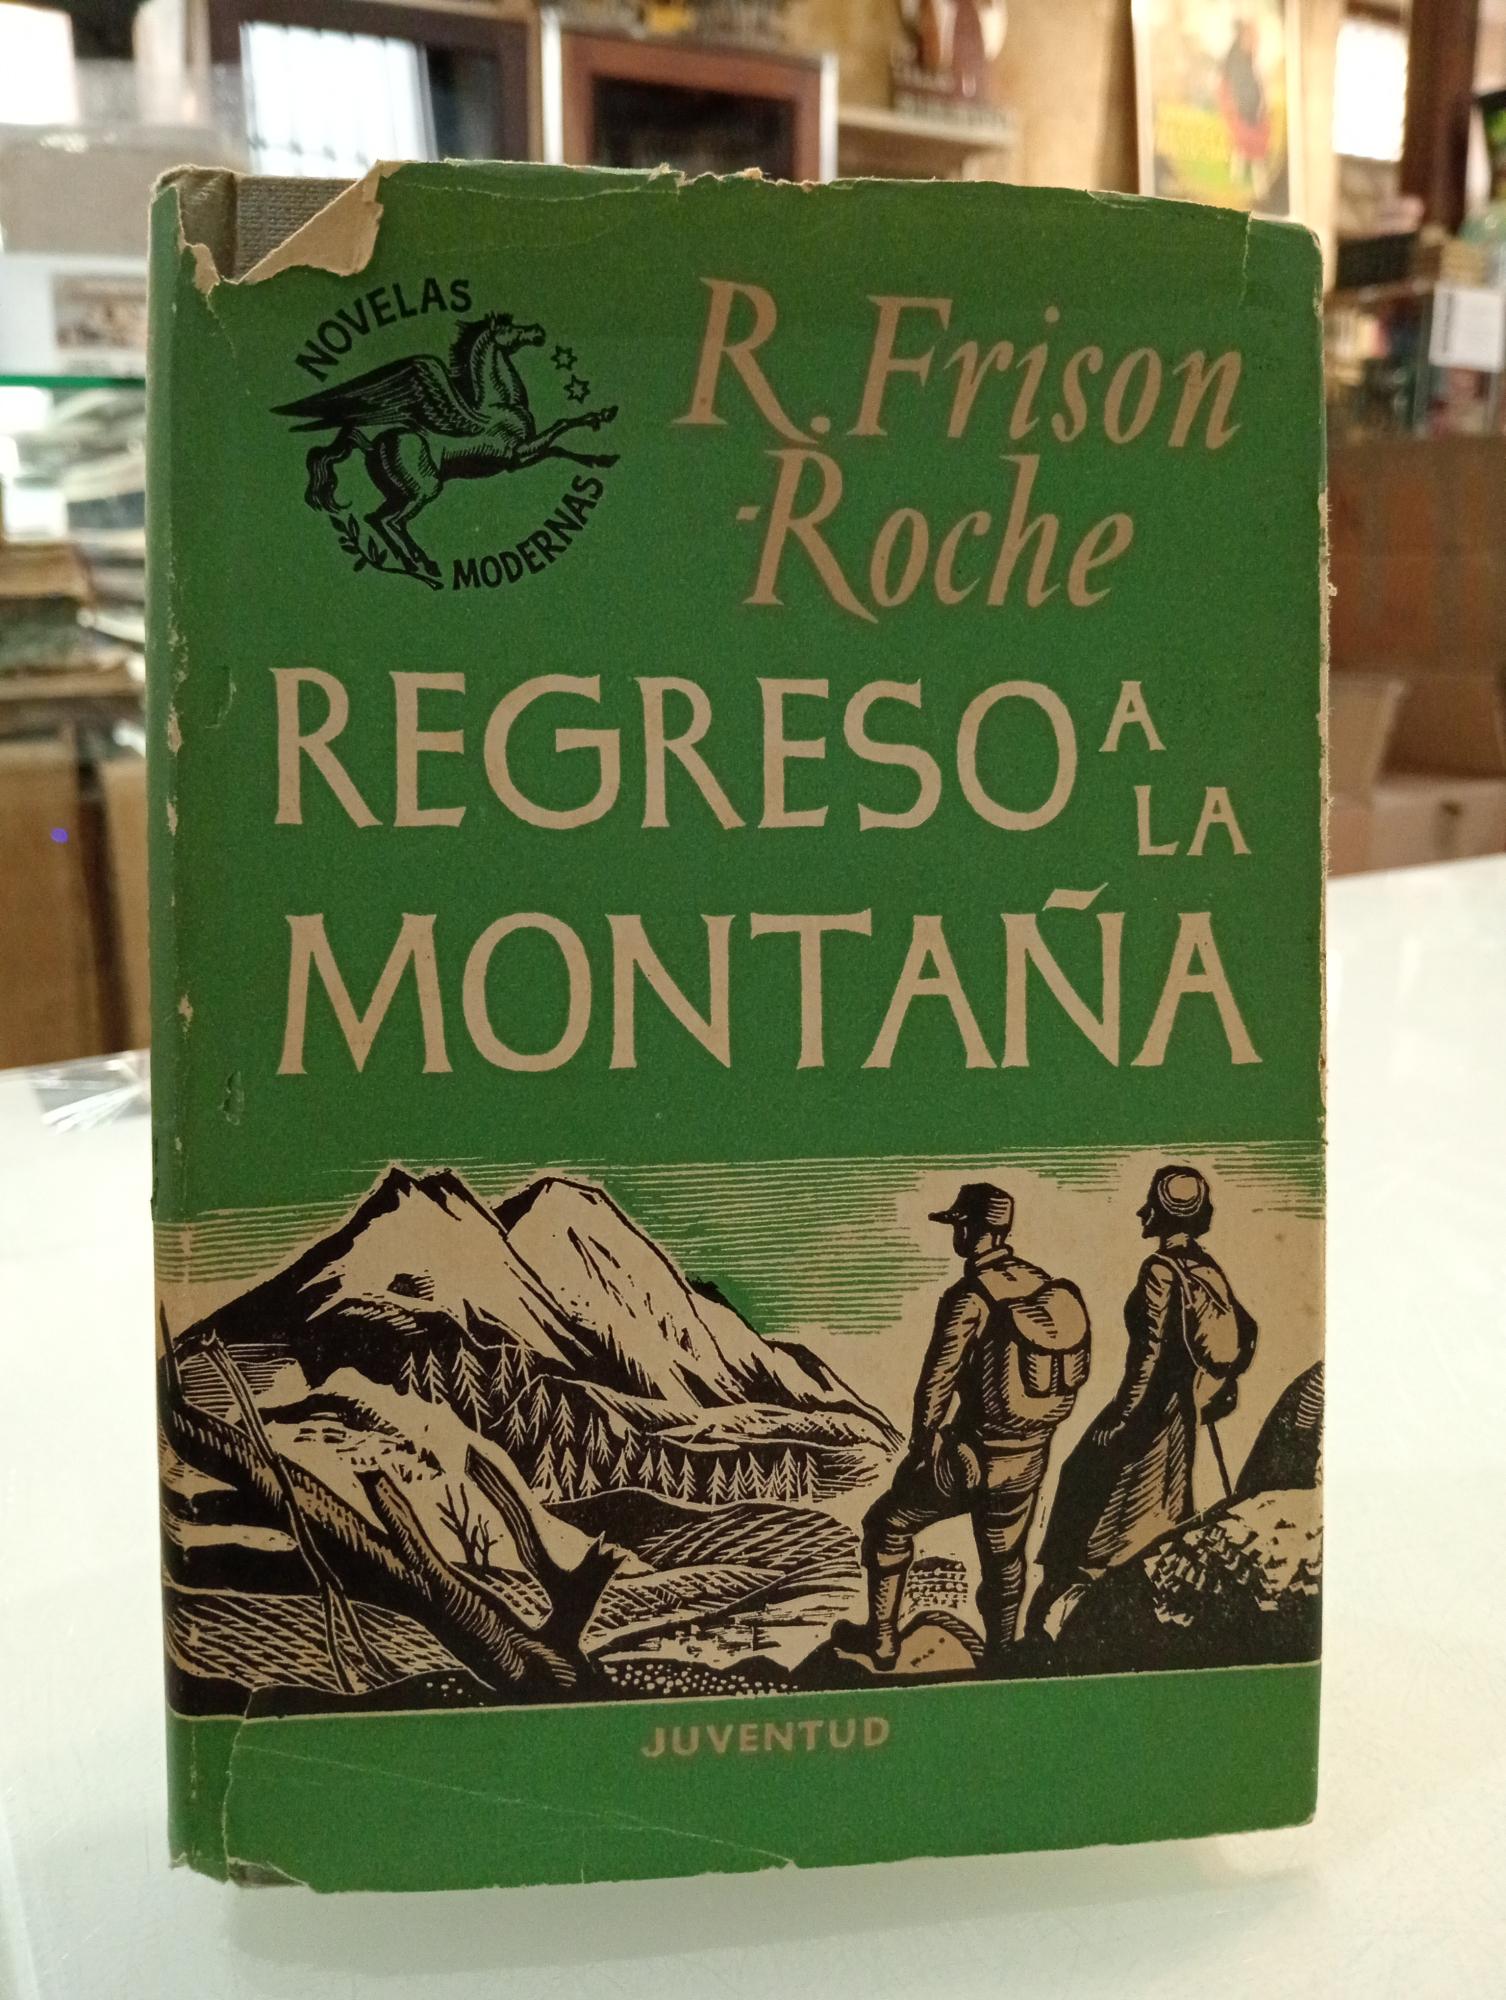 NOVELAS
MODERNAS
R. Frison
-Roche
REGRESO A
LA
MONTAÑA
JUVENTUD